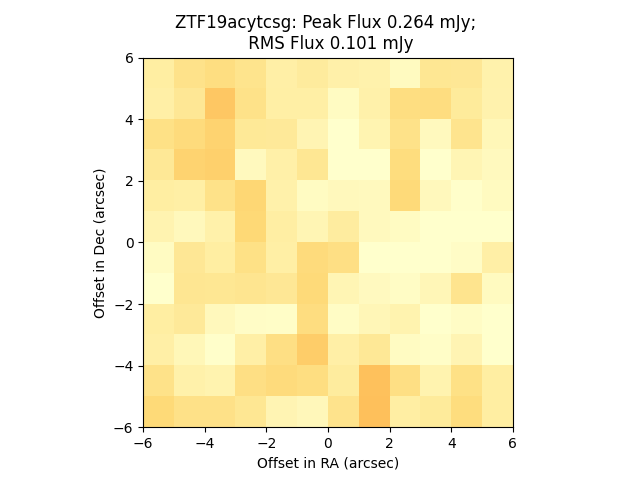 ZTF19acytcsg: Peak Flux 0.264 mJy;
RMS Flux 0.101 mJy
6
4
2
0
−2
−4
−6
Offset in Dec (arcsec)
−6 −4 −2 0 2 4 6
Offset in RA (arcsec)